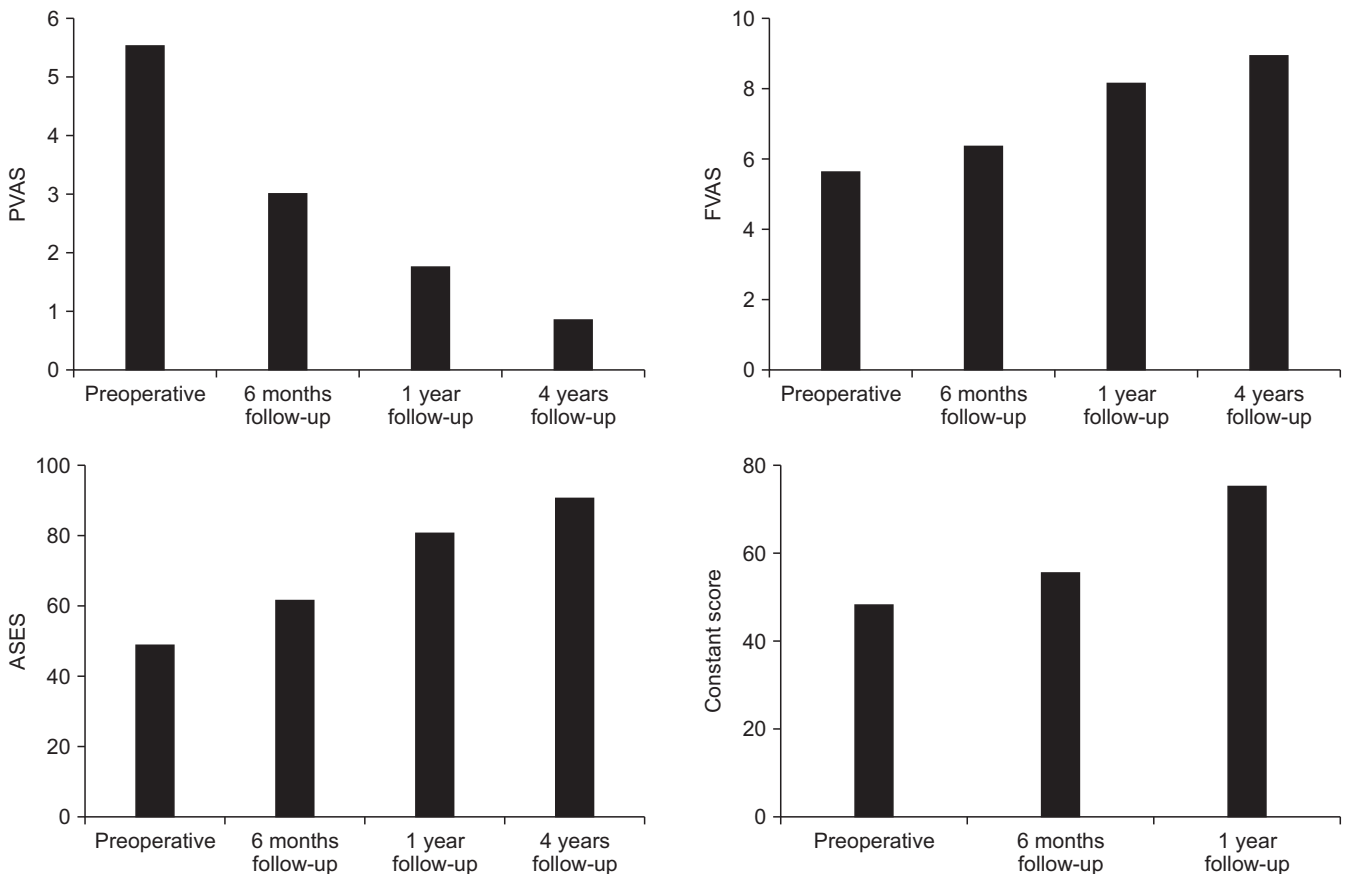 6
5
4
3
2
1
0
PVAS
Preoperative
6 months
follow-up
1 year
follow-up
4 years
follow-up
10
8
6
4
2
0
FVAS
Preoperative
6 months
follow-up
1 year
follow-up
4 years
follow-up
100
80
60
40
20
0
ASES
Preoperative
6 months
follow-up
1 year
follow-up
4 years
follow-up
80
60
40
20
0
Constant score
Preoperative
6 months
follow-up
1 year
follow-up